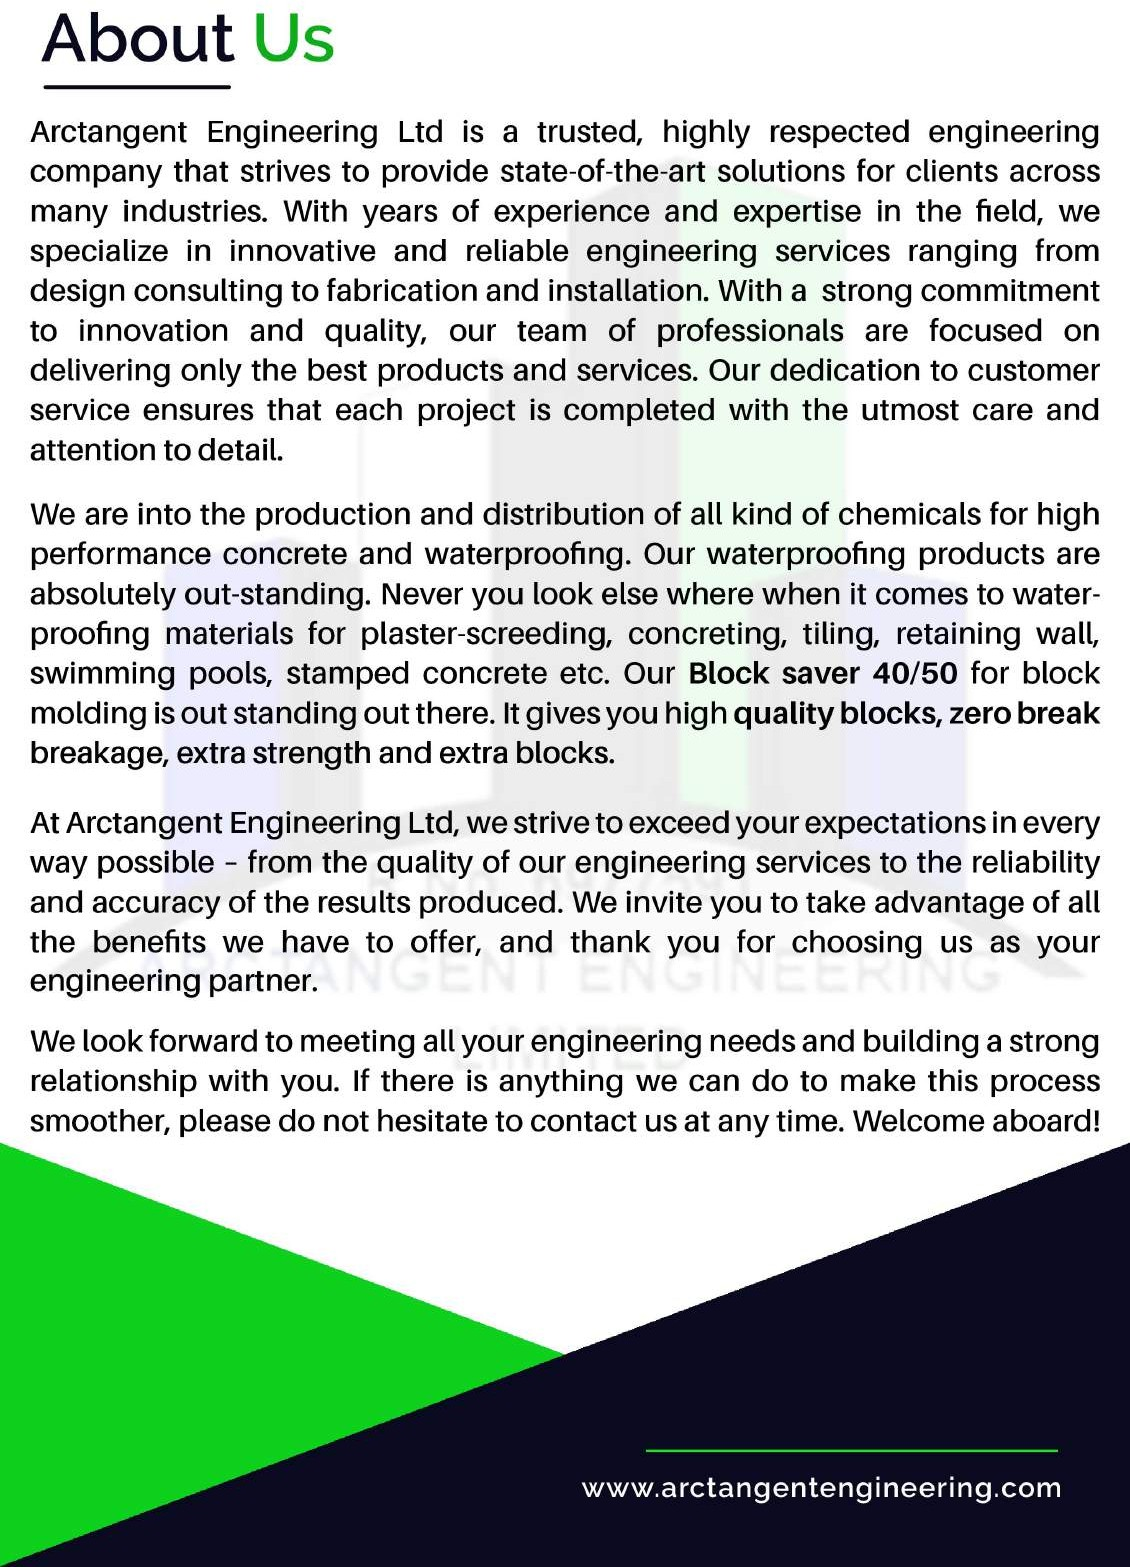 About Us
Arctangent Engineering Ltd is a trusted, highly respected engineering
company that strives to provide state-of-the-art solutions for clients across
many industries. With years of experience and expertise in the field, we
specialize in innovative and reliable engineering services ranging from
design consulting to fabrication and installation. With a strong commitment
to innovation and quality, our team of professionals are focused on
delivering only the best products and services. Our dedication to customer
service ensures that each project is completed with the utmost care and
attention to detail.
We are into the production and distribution of all kind of chemicals for high
performance concrete and waterproofing. Our waterproofing products are
absolutely out-standing. Never you look else where when it comes to water-
proofing materials for plaster-screeding, concreting, tiling, retaining wall,
swimming pools, stamped concrete etc. Our Block saver 40/50 for block
molding is out standing out there. It gives you high quality blocks, zero break
breakage, extra strength and extra blocks.
At Arctangent Engineering Ltd, we strive to exceed your expectations in every
way possible – from the quality of our engineering services to the reliability
and accuracy of the results produced. We invite you to take advantage of all
the benefits we have to offer, and thank you for choosing us as your
engineering partner.
ARCTANGENT ENGINEERING
LIMITED
We look forward to meeting all your engineering needs and building a strong
relationship with you. If there is anything we can do to make this process
smoother, please do not hesitate to contact us at any time. Welcome aboard!
www.arctangentengineering.com